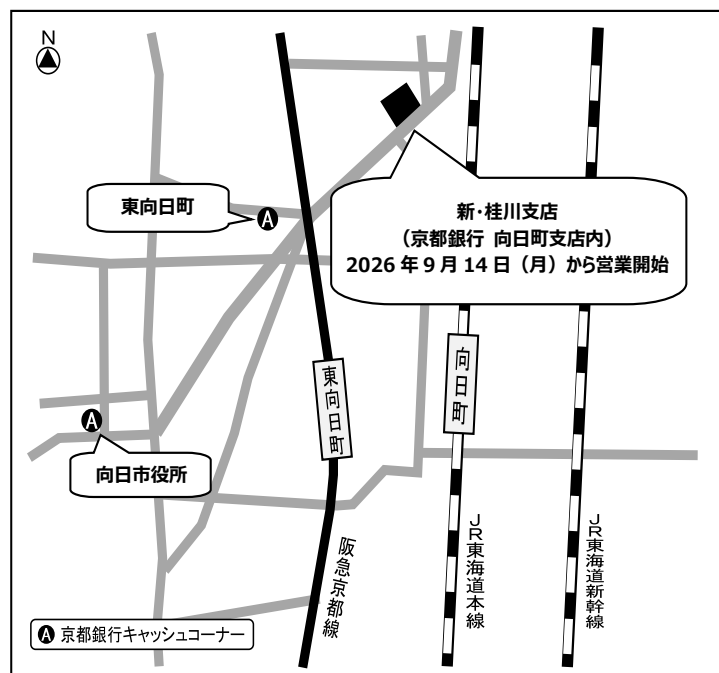 N
東向日町
A
新・桂川支店
（京都銀行 向日町支店内）
2026年9月14日（月）から営業開始
東向日町
向日町
A
向日市役所
阪急京都線
JR東海道本線
JR東海道新幹線
A 京都銀行キャッシュコーナー